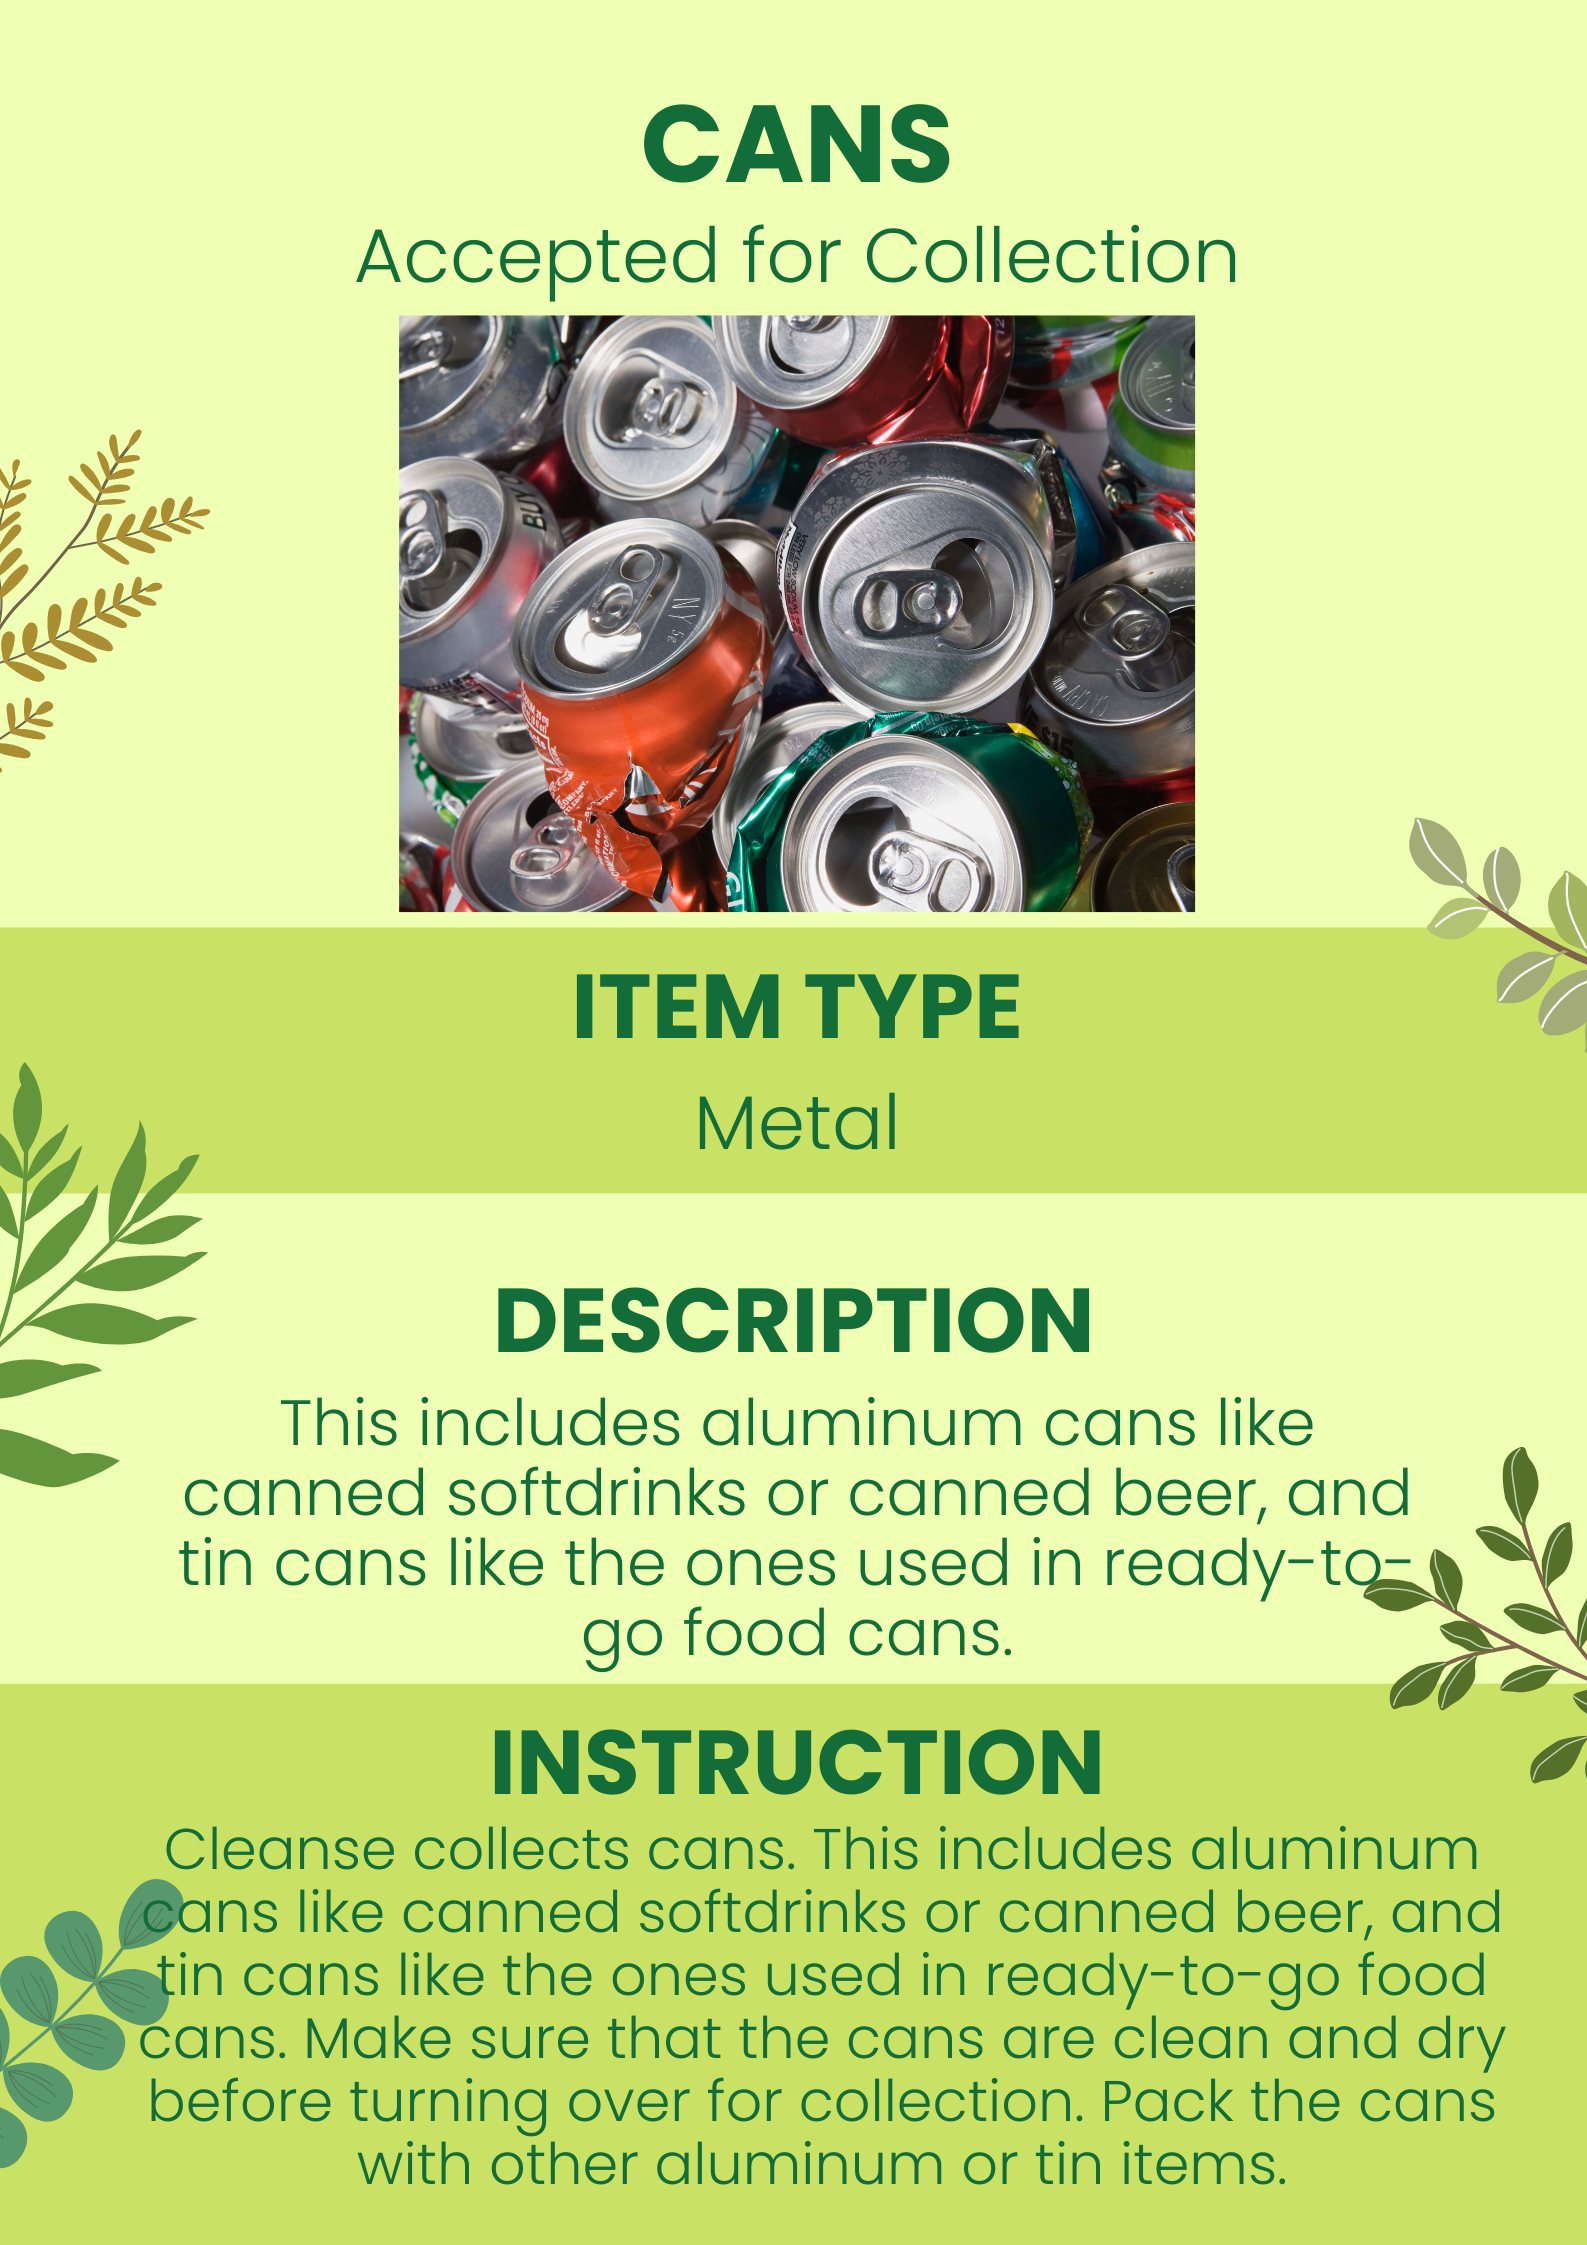 CANS
Accepted for Collection
BUY
NY 5¢
$15
ITEM TYPE
Metal
DESCRIPTION
This includes aluminum cans like
canned softdrinks or canned beer, and
tin cans like the ones used in ready-to-
go food cans.
INSTRUCTION
Cleanse collects cans. This includes aluminum
cans like canned softdrinks or canned beer, and
tin cans like the ones used in ready-to-go food
cans. Make sure that the cans are clean and dry
before turning over for collection. Pack the cans
with other aluminum or tin items.